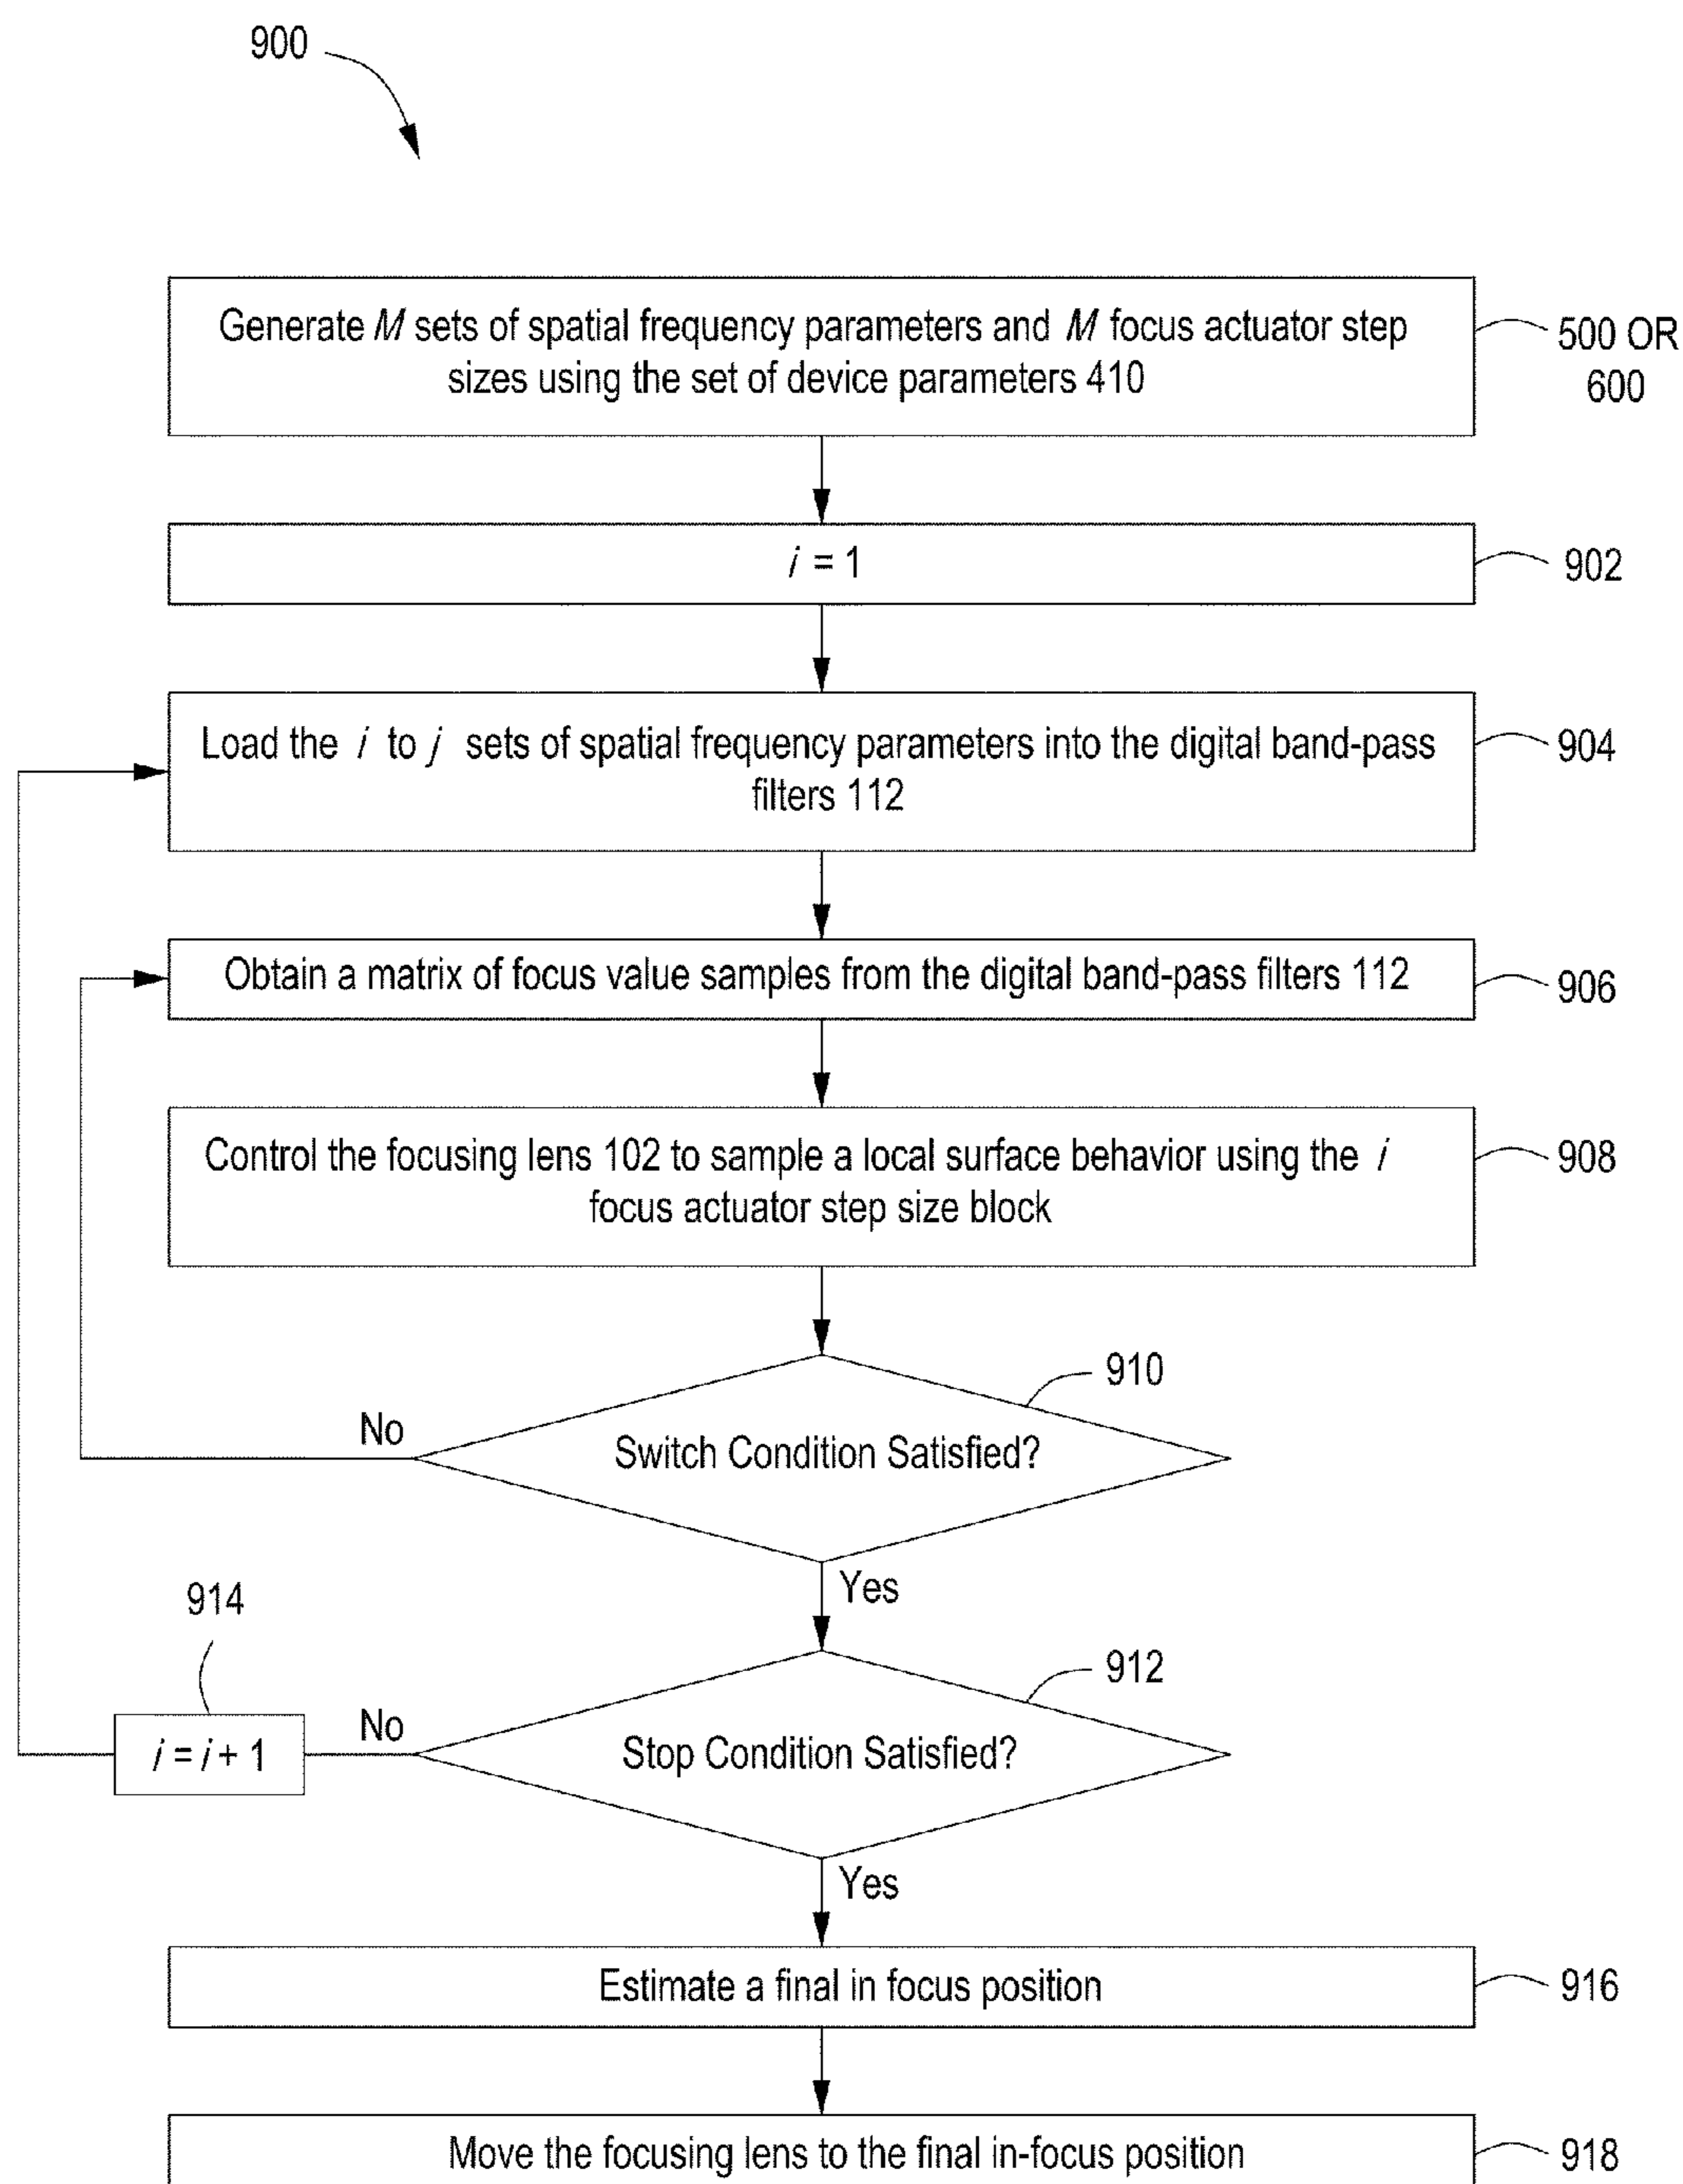 900
Generate M sets of spatial frequency parameters and M focus actuator step
sizes using the set of device parameters 410
500 OR
600
i = 1
902
Load the i to j sets of spatial frequency parameters into the digital band-pass
filters 112
904
Obtain a matrix of focus value samples from the digital band-pass filters 112
906
Control the focusing lens 102 to sample a local surface behavior using the i
focus actuator step size block
908
910
No
Switch Condition Satisfied?
Yes
914
912
i = i + 1
No
Stop Condition Satisfied?
Yes
Estimate a final in focus position
916
Move the focusing lens to the final in-focus position
918